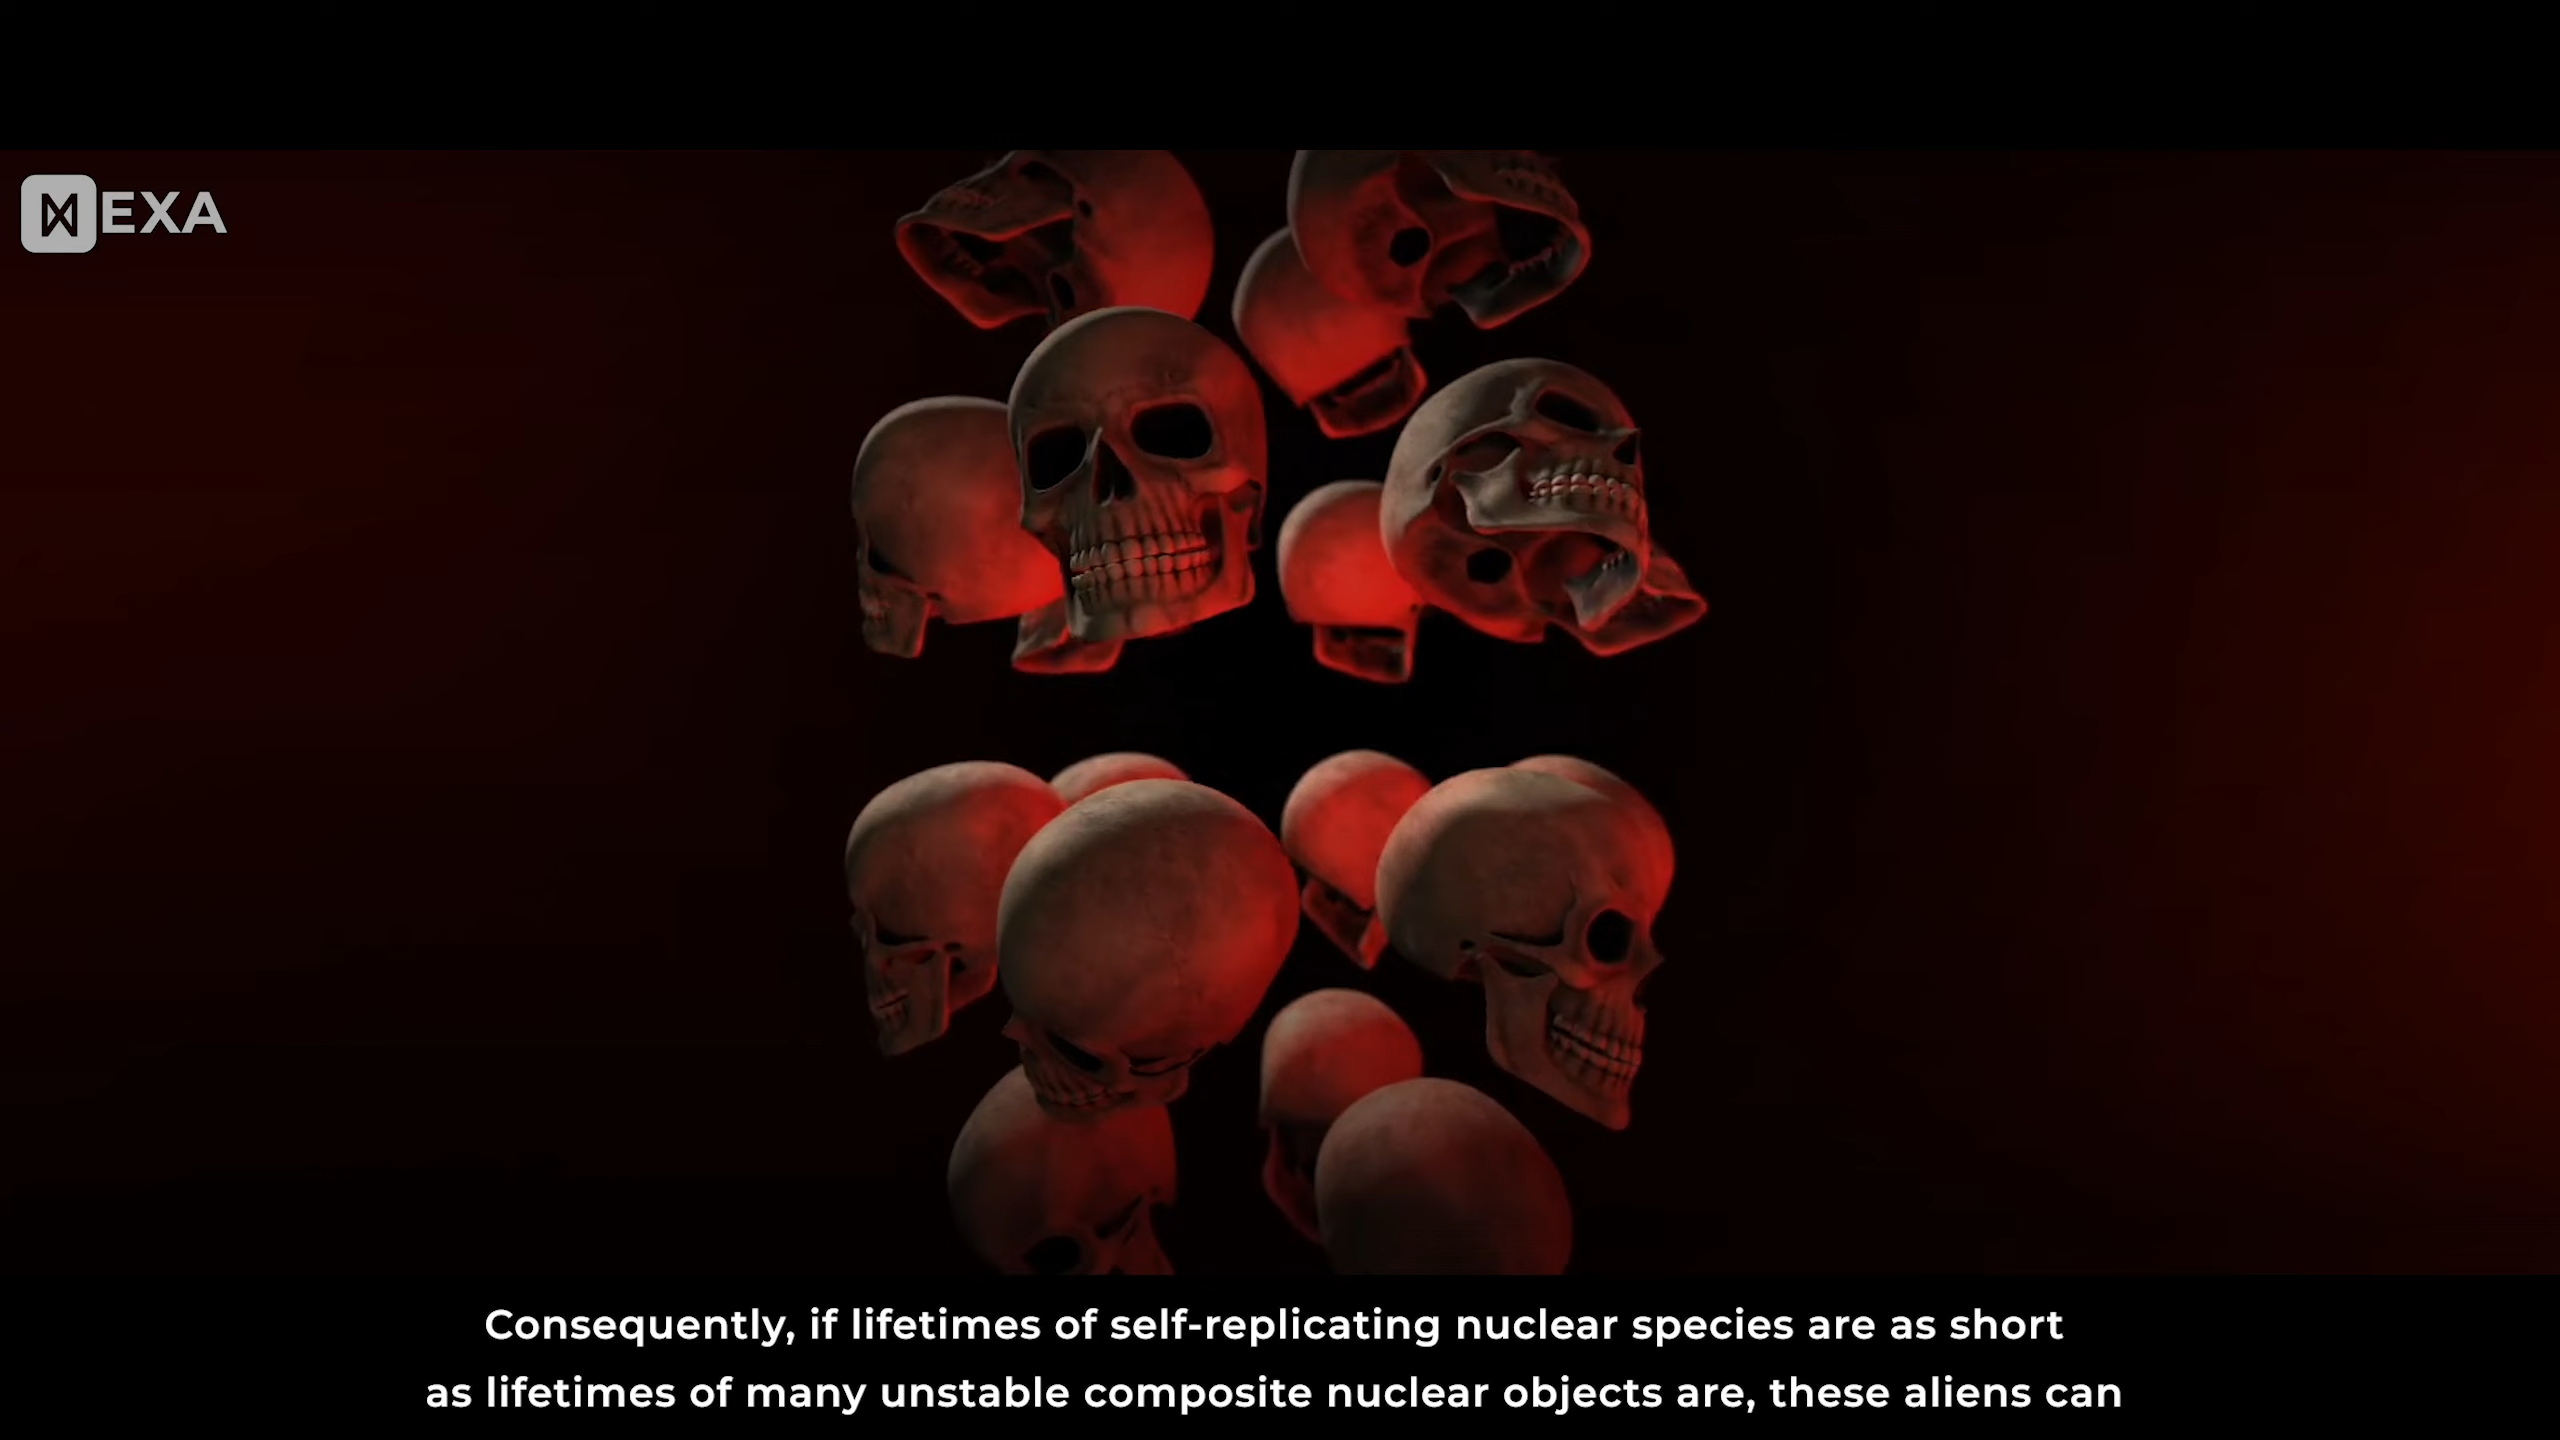 MEXA
Consequently, if lifetimes of self-replicating nuclear species are as short
as lifetimes of many unstable composite nuclear objects are, these aliens can